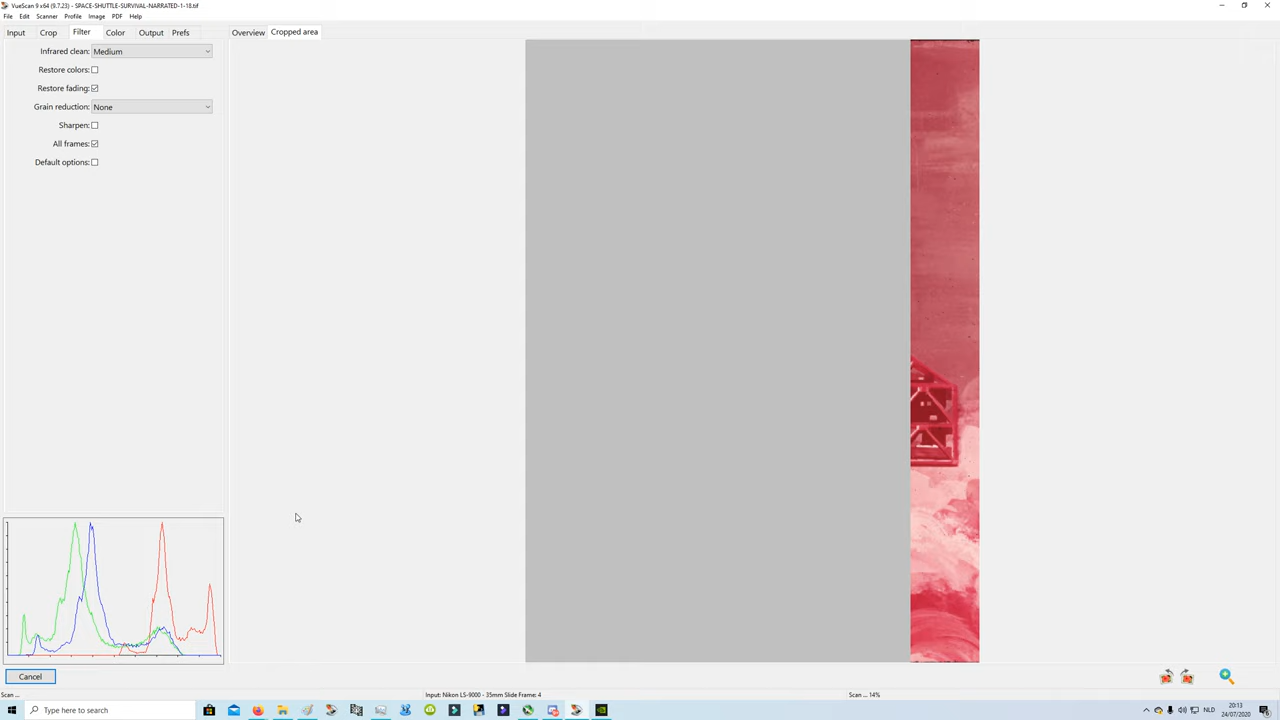 VueScan 9 x64 (9.7.23) - SPACE-SHUTTLE-SURVIVAL-NARRATED-1-18.tif
File Edit Scanner Profile Image PDF Help
Input Crop Filter Color Output Prefs Overview Cropped area
Infrared clean: Medium
Restore colors:
Restore fading:
Grain reduction: None
Sharpen:
All frames:
Default options:
Cancel
Scan ... Input: Nikon LS-9000 - 35mm Slide Frame: 4 Scan ... 14%
Type here to search
NLD
20:13
24/07/2020